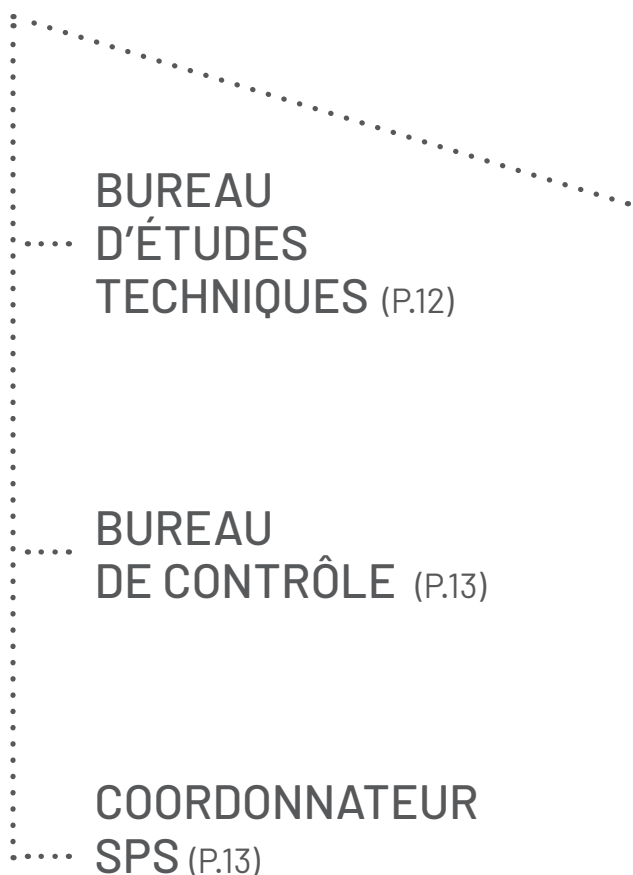 BUREAU
D’ÉTUDES
TECHNIQUES (P.12)
BUREAU
DE CONTRÔLE (P.13)
COORDONNATEUR
SPS (P.13)